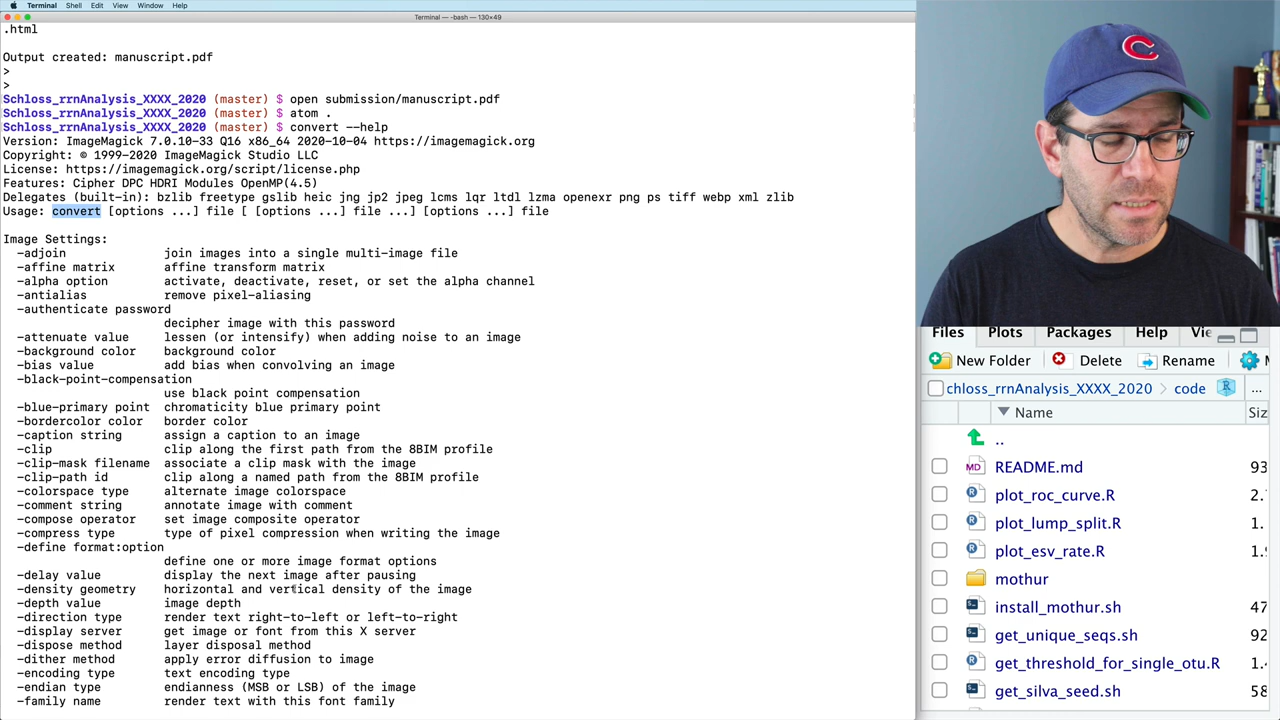 Terminal Shell Edit View Window Help
Terminal — -bash — 130×49
.html
Output created: manuscript.pdf
>
>
Schloss_rrnAnalysis_XXXX_2020 (master) $ open submission/manuscript.pdf
Schloss_rrnAnalysis_XXXX_2020 (master) $ atom .
Schloss_rrnAnalysis_XXXX_2020 (master) $ convert --help
Version: ImageMagick 7.0.10-33 Q16 x86_64 2020-10-04 https://imagemagick.org
Copyright: © 1999-2020 ImageMagick Studio LLC
License: https://imagemagick.org/script/license.php
Features: Cipher DPC HDRI Modules OpenMP(4.5)
Delegates (built-in): bzlib freetype gslib heic jng jp2 jpeg lcms lqr ltdl lzma openexr png ps tiff webp xml zlib
Usage: convert [options ...] file [ [options ...] file ...] [options ...] file
Image Settings:
-adjoin join images into a single multi-image file
-affine matrix affine transform matrix
-alpha option activate, deactivate, reset, or set the alpha channel
-antialias remove pixel-aliasing
-authenticate password
decipher image with this password
-attenuate value lessen (or intensify) when adding noise to an image
-background color background color
-bias value add bias when convolving an image
-black-point-compensation
use black point compensation
-blue-primary point chromaticity blue primary point
-bordercolor color border color
-caption string assign a caption to an image
-clip clip along the first path from the 8BIM profile
-clip-mask filename associate a clip mask with the image
-clip-path id clip along a named path from the 8BIM profile
-colorspace type alternate image colorspace
-comment string annotate image with comment
-compose operator set image composite operator
-compress type type of pixel compression when writing the image
-define format:option
define one or more image format options
-delay value display the next image after pausing
-density geometry horizontal and vertical density of the image
-depth value image depth
-direction type render text right-to-left or left-to-right
-display server get image or font from this X server
-dispose method layer disposal method
-dither method apply error diffusion to image
-encoding type text encoding type
-endian type endianness (MSB or LSB) of the image
-family name render text with this font family
C
Files Plots Packages Help Vi
New Folder Delete Rename M
chloss_rrnAnalysis_XXXX_2020 > code R ...
Name Siz
..
MD README.md 93
R plot_roc_curve.R 2.
R plot_lump_split.R 1.
R plot_esv_rate.R 1.
mothur
install_mothur.sh 47
get_unique_seqs.sh 92
R get_threshold_for_single_otu.R 1.
get_silva_seed.sh 58